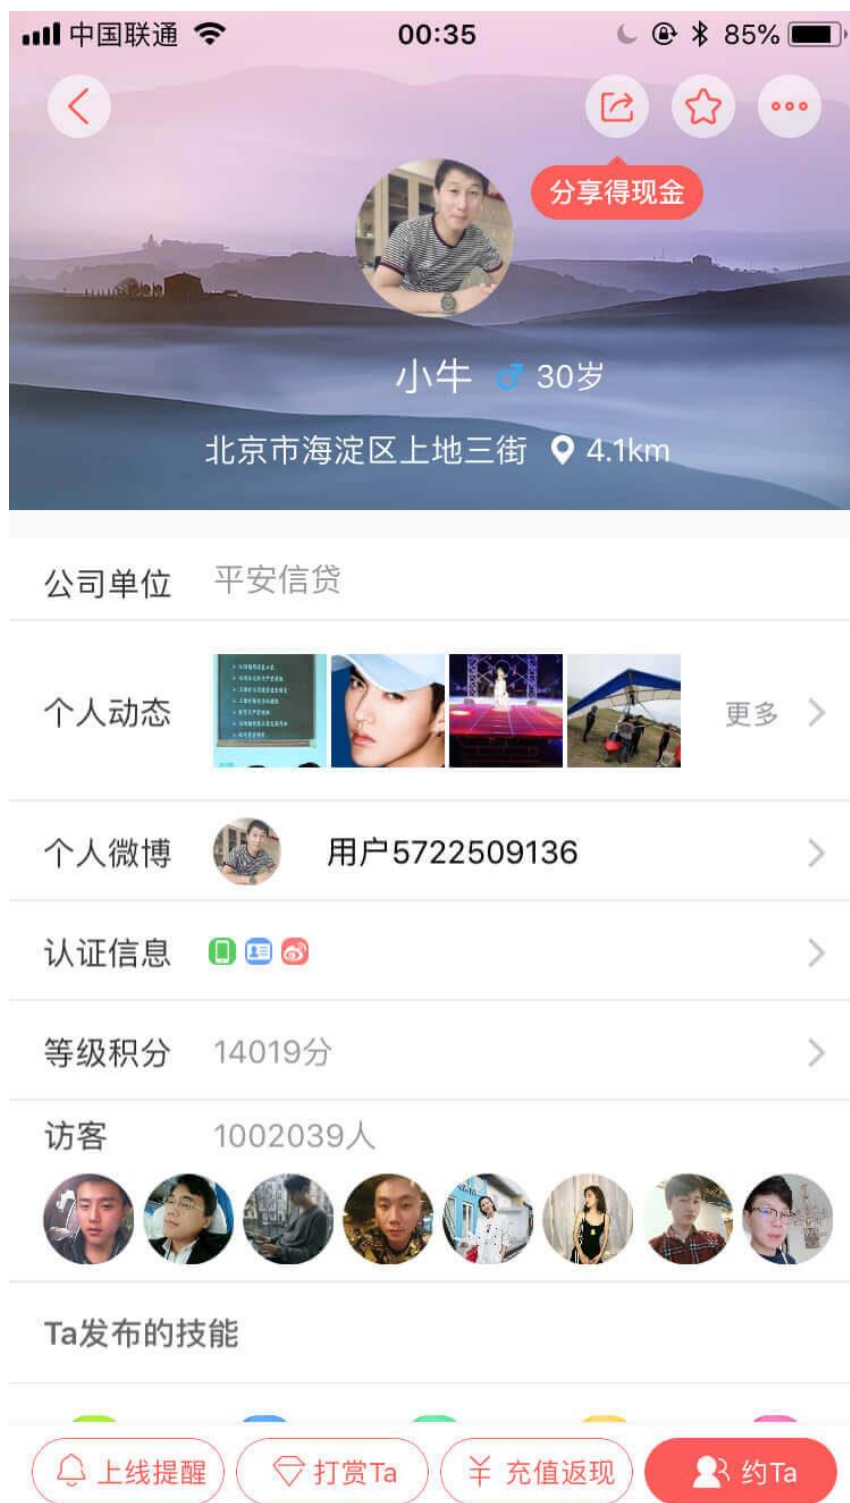 中国联通 00:35 85%
分享得现金
小牛 30岁
北京市海淀区上地三街 4.1km
公司单位 平安信贷
个人动态 更多
个人微博 用户5722509136
认证信息
等级积分 14019分
访客 1002039人
Ta发布的技能
上线提醒 打赏Ta 充值返现 约Ta